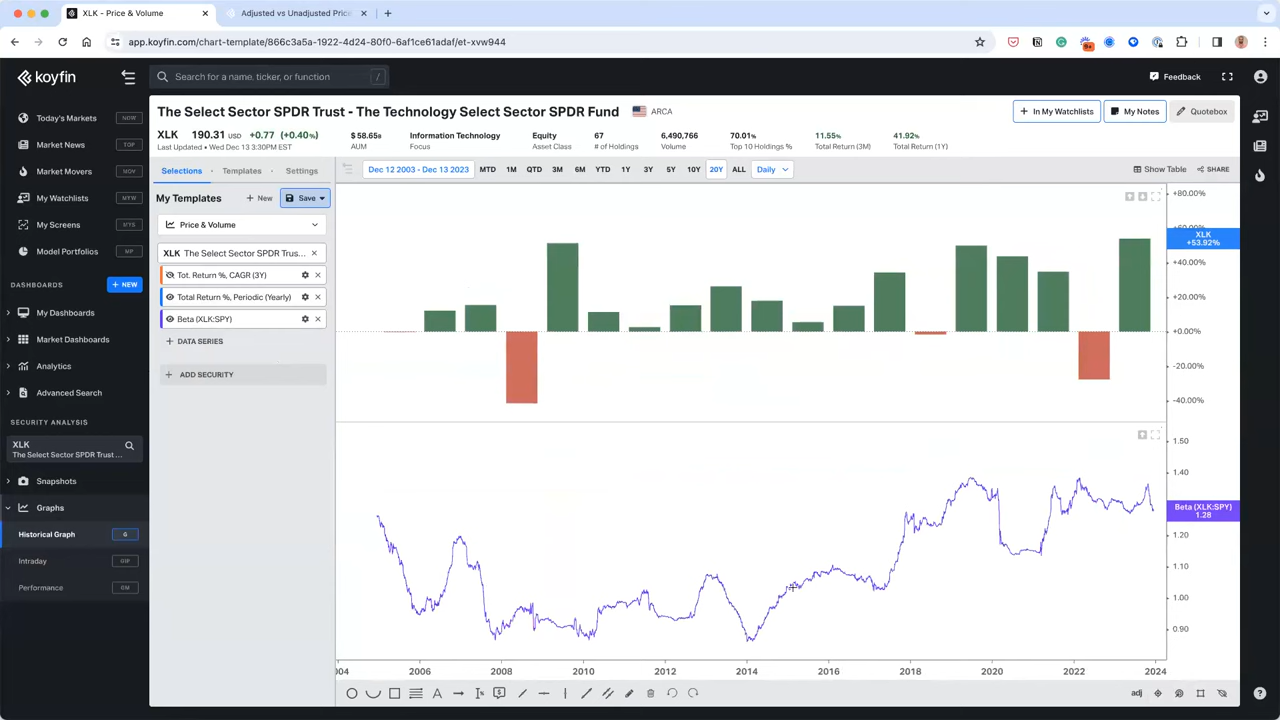 XLK - Price & Volume
Adjusted vs Unadjusted Price
app.koyfin.com/chart-template/866c3a5a-1922-4d24-80f0-6af1ce61adaf/et-xvw944
koyfin
Search for a name, ticker, or function
/
Feedback
Today's Markets
NOW
Market News
TOP
Market Movers
MOV
My Watchlists
MYW
My Screens
MYS
Model Portfolios
MP
DASHBOARDS
+ NEW
My Dashboards
Market Dashboards
Analytics
Advanced Search
SECURITY ANALYSIS
XLK
The Select Sector SPDR Trust ...
Snapshots
Graphs
Historical Graph
G
Intraday
GIP
Performance
GM
The Select Sector SPDR Trust - The Technology Select Sector SPDR Fund
ARCA
+ In My Watchlists
My Notes
Quotebox
XLK 190.31 USD +0.77 (+0.40%)
Last Updated • Wed Dec 13 3:30PM EST
$ 58.65B
AUM
Information Technology
Focus
Equity
Asset Class
67
# of Holdings
6,490,766
Volume
70.01%
Top 10 Holdings %
11.55%
Total Return (3M)
41.92%
Total Return (1Y)
Selections
Templates
Settings
Dec 12 2003 - Dec 13 2023
MTD
1M
QTD
3M
6M
YTD
1Y
3Y
5Y
10Y
20Y
ALL
Daily
Show Table
SHARE
My Templates
+ New
Save
Price & Volume
XLK The Select Sector SPDR Trus...
Tot. Return %, CAGR (3Y)
Total Return %, Periodic (Yearly)
Beta (XLK:SPY)
+ DATA SERIES
+ ADD SECURITY
+80.00%
XLK
+53.92%
+40.00%
+20.00%
+0.00%
-20.00%
-40.00%
1.50
1.40
Beta (XLK:SPY)
1.28
1.20
1.10
1.00
0.90
2006
2008
2010
2012
2014
2016
2018
2020
2022
2024
adj